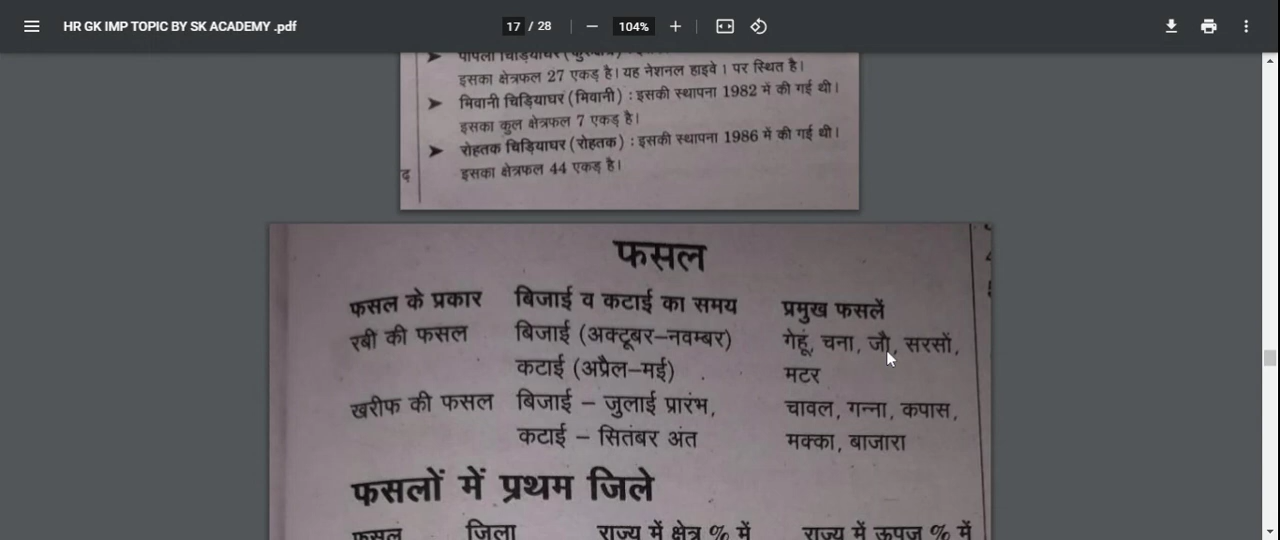 HR GK IMP TOPIC BY SK ACADEMY .pdf
17 / 28
104%
इसका क्षेत्रफल 27 एकड़ है। यह नेशनल हाइवे 1 पर स्थित है।
➤ भिवानी चिड़ियाघर (भिवानी) : इसकी स्थापना 1982 में की गई थी।
इसका कुल क्षेत्रफल 7 एकड़ है।
➤ रोहतक चिड़ियाघर (रोहतक) : इसकी स्थापना 1986 में की गई थी।
इसका क्षेत्रफल 44 एकड़ है।
द
फसल
फसल के प्रकार बिजाई व कटाई का समय प्रमुख फसलें
रबी की फसल बिजाई (अक्टूबर–नवम्बर) गेहूं, चना, जौ, सरसों,
कटाई (अप्रैल–मई) मटर
खरीफ की फसल बिजाई – जुलाई प्रारंभ, चावल, गन्ना, कपास,
कटाई – सितंबर अंत मक्का, बाजारा
फसलों में प्रथम जिले
फसल जिला राज्य में क्षेत्र % में राज्य में ऊपज % में